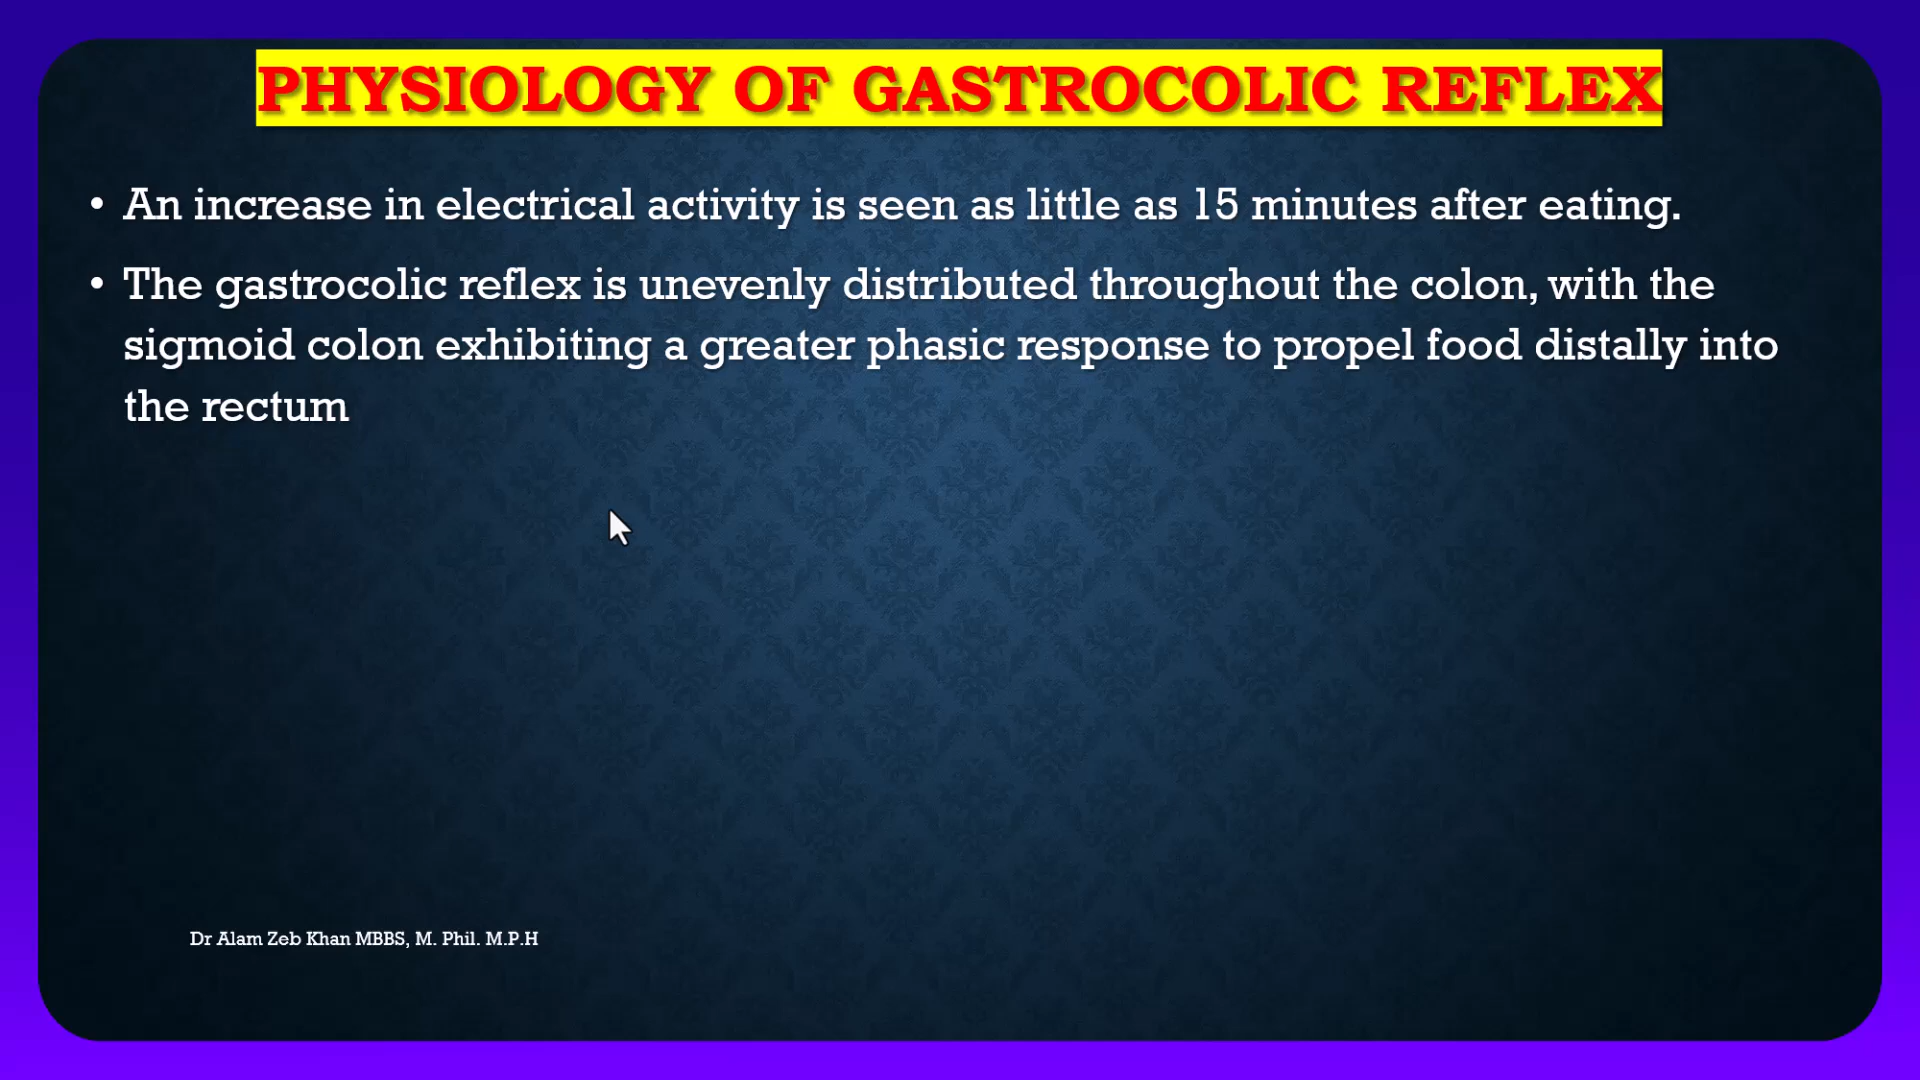 PHYSIOLOGY OF GASTROCOLIC REFLEX
• An increase in electrical activity is seen as little as 15 minutes after eating.
• The gastrocolic reflex is unevenly distributed throughout the colon, with the
sigmoid colon exhibiting a greater phasic response to propel food distally into
the rectum
Dr Alam Zeb Khan MBBS, M. Phil. M.P.H